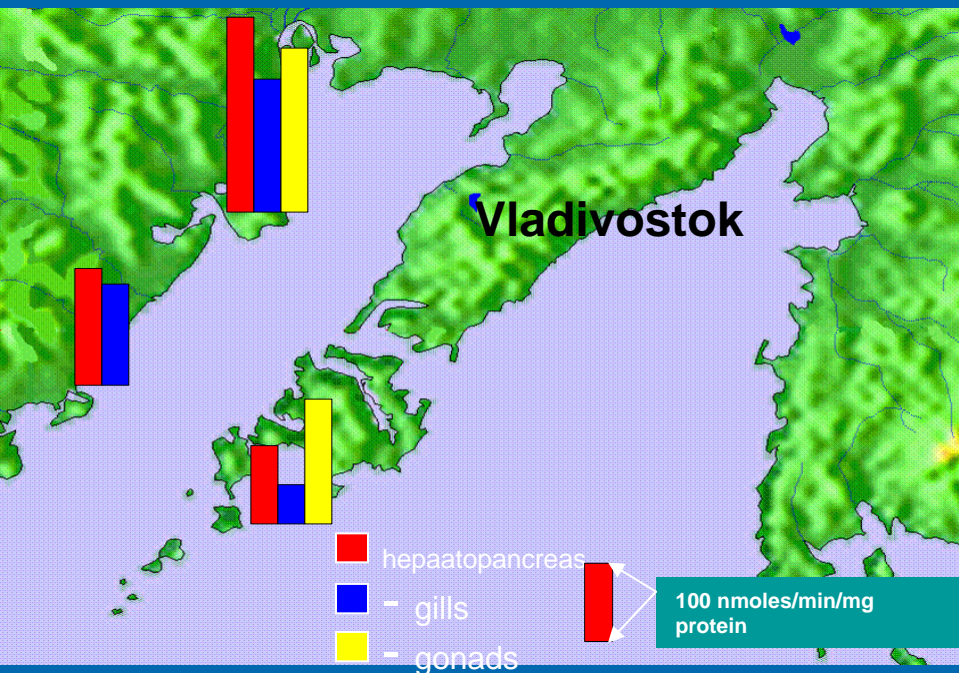 Vladivostok
hepaatopancreas
- gills
- gonads
100 nmoles/min/mg
protein